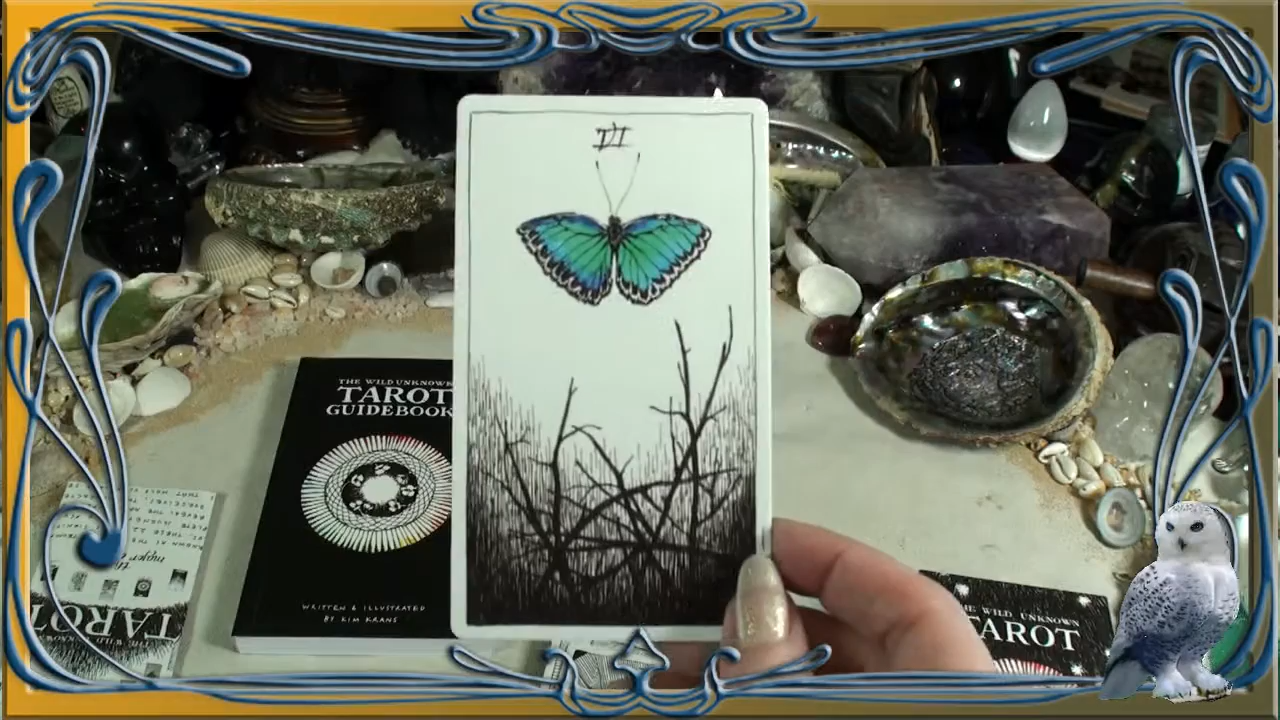 VI
THE WILD UNKNOWN
TAROT
GUIDEBOOK
WRITTEN & ILLUSTRATED
BY KIM KRANS
TAROT
THE WILD UNKNOWN
TAROT